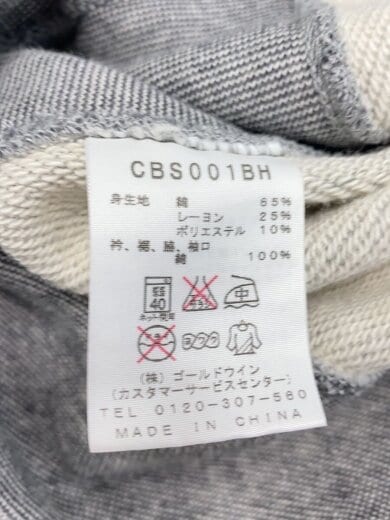 CBS001BH
身生地 綿 65%
レーヨン 25%
ポリエステル 10%
衿、裾、脇、袖口
綿 100%
40
ネット使用
中
ヨワク
(株) ゴールドウイン
(カスタマーサービスセンター)
TEL 0120-307-560
MADE IN CHINA